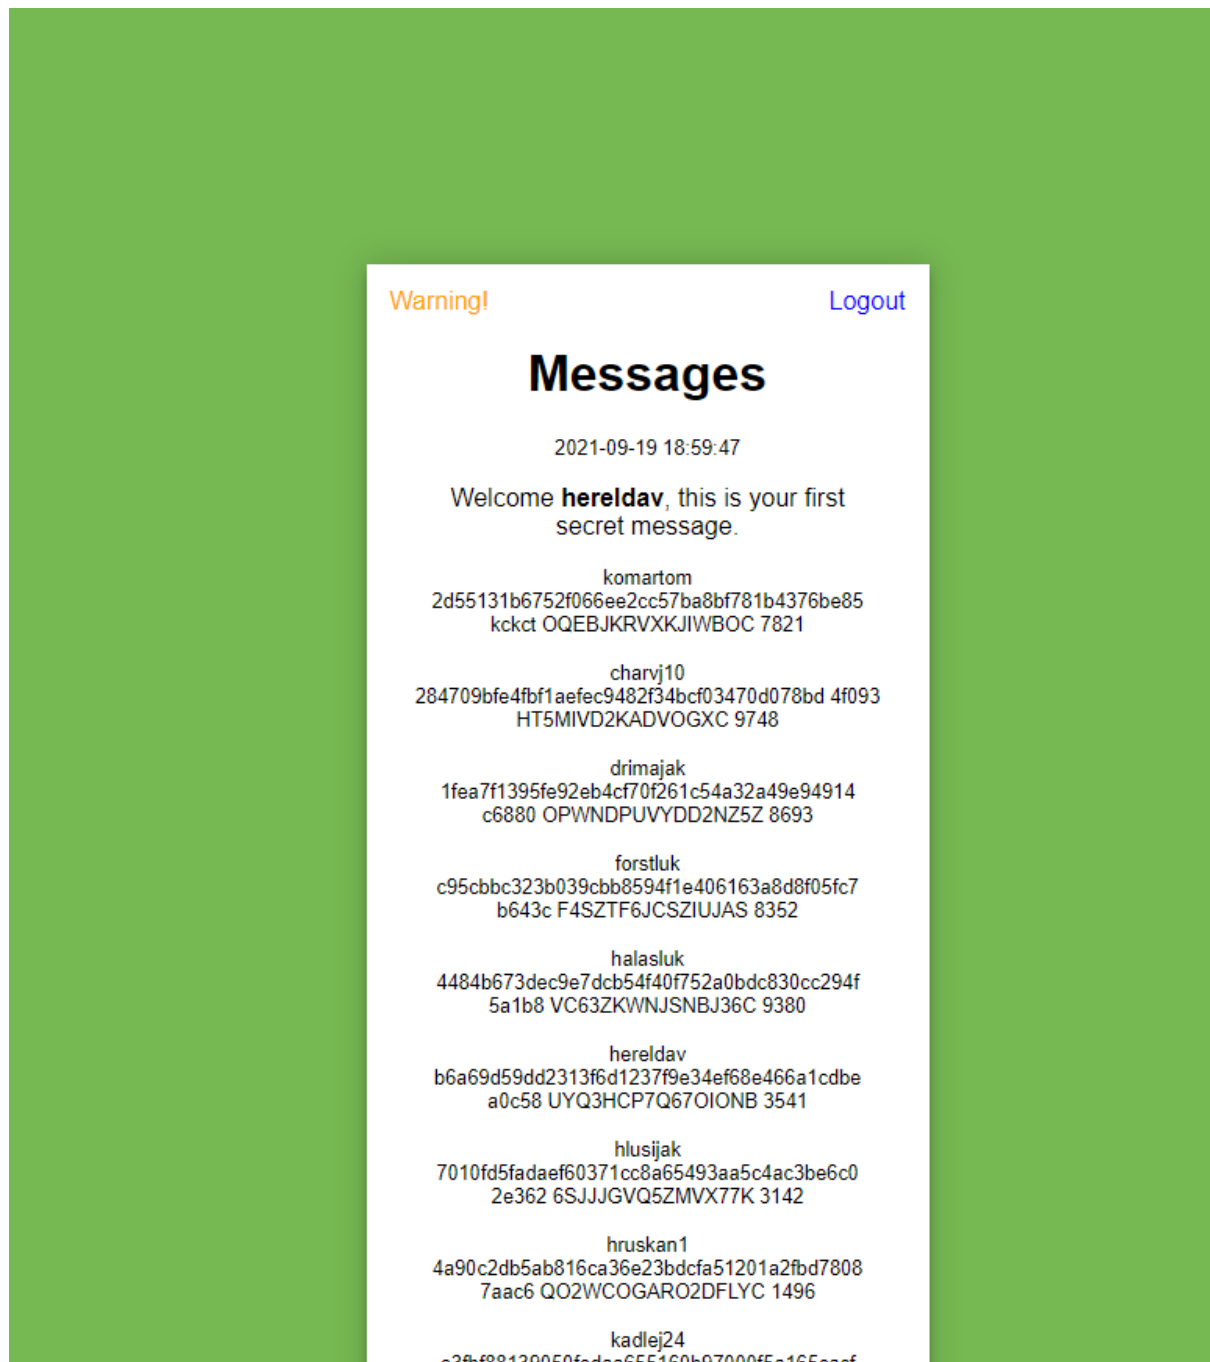 Warning!
Logout
Messages
2021-09-19 18:59:47
Welcome hereldav, this is your first
secret message.
komartom
2d55131b6752f066ee2cc57ba8bf781b4376be85
kckct OQEBJKRVXKJIWBOC 7821
charvj10
284709bfe4fbf1aefec9482f34bcf03470d078bd 4f093
HT5MIVD2KADVOGXC 9748
drimajak
1fea7f1395fe92eb4cf70f261c54a32a49e94914
c6880 OPWNDPUVYDD2NZ5Z 8693
forstluk
c95cbbc323b039cbb8594f1e406163a8d8f05fc7
b643c F4SZTF6JCSZIUJAS 8352
halasluk
4484b673dec9e7dcb54f40f752a0bdc830cc294f
5a1b8 VC63ZKWNJSNBJ36C 9380
hereldav
b6a69d59dd2313f6d1237f9e34ef68e466a1cdbe
a0c58 UYQ3HCP7Q67OIONB 3541
hlusijak
7010fd5fadaef60371cc8a65493aa5c4ac3be6c0
2e362 6SJJJGVQ5ZMVX77K 3142
hruskan1
4a90c2db5ab816ca36e23bdcfa51201a2fbd7808
7aac6 QO2WCOGARO2DFLYC 1496
kadlej24